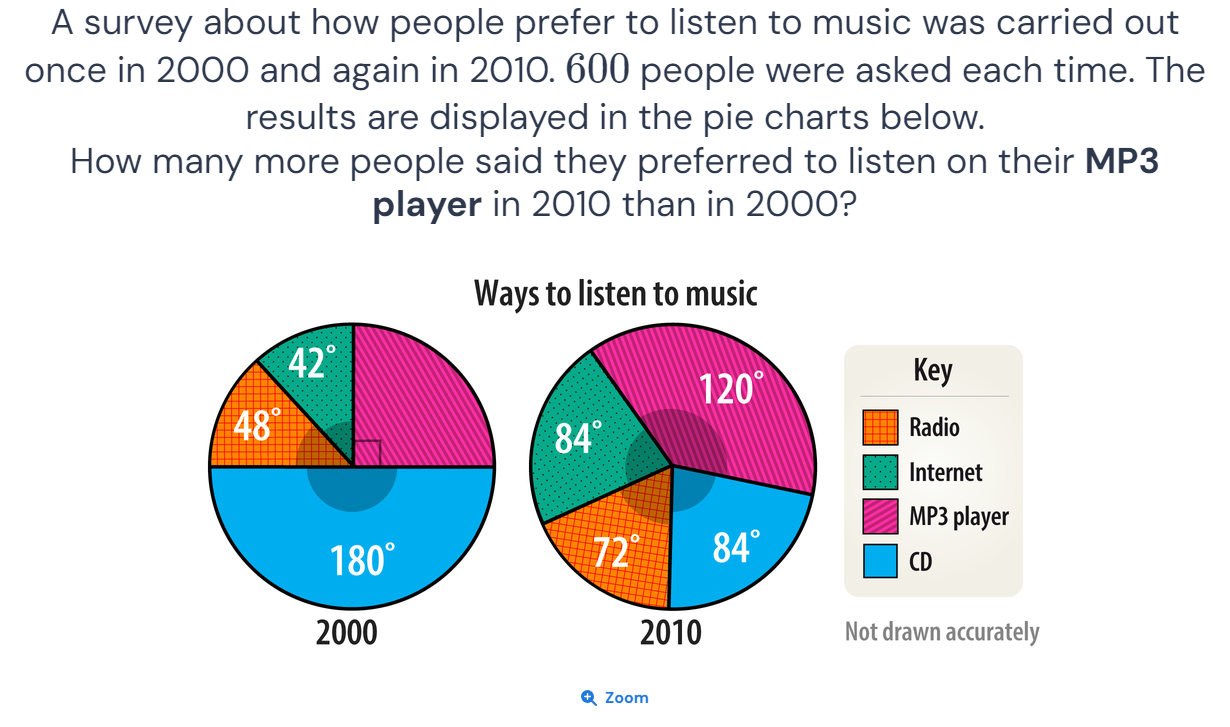 A survey about how people prefer to listen to music was carried out
once in 2000 and again in 2010. 600 people were asked each time. The
results are displayed in the pie charts below.
How many more people said they preferred to listen on their MP3
player in 2010 than in 2000?
Ways to listen to music
42°
48°
180°
2000
120°
84°
72°
84°
2010
Key
Radio
Internet
MP3 player
CD
Not drawn accurately
Zoom